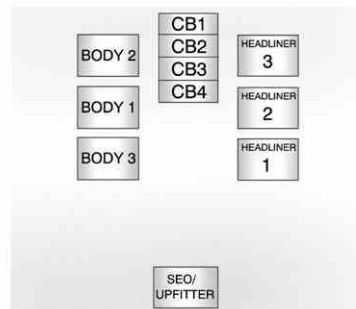 CB1
CB2
CB3
CB4
BODY 2
BODY 1
BODY 3
HEADLINER
3
HEADLINER
2
HEADLINER
1
SEO/
UPFITTER